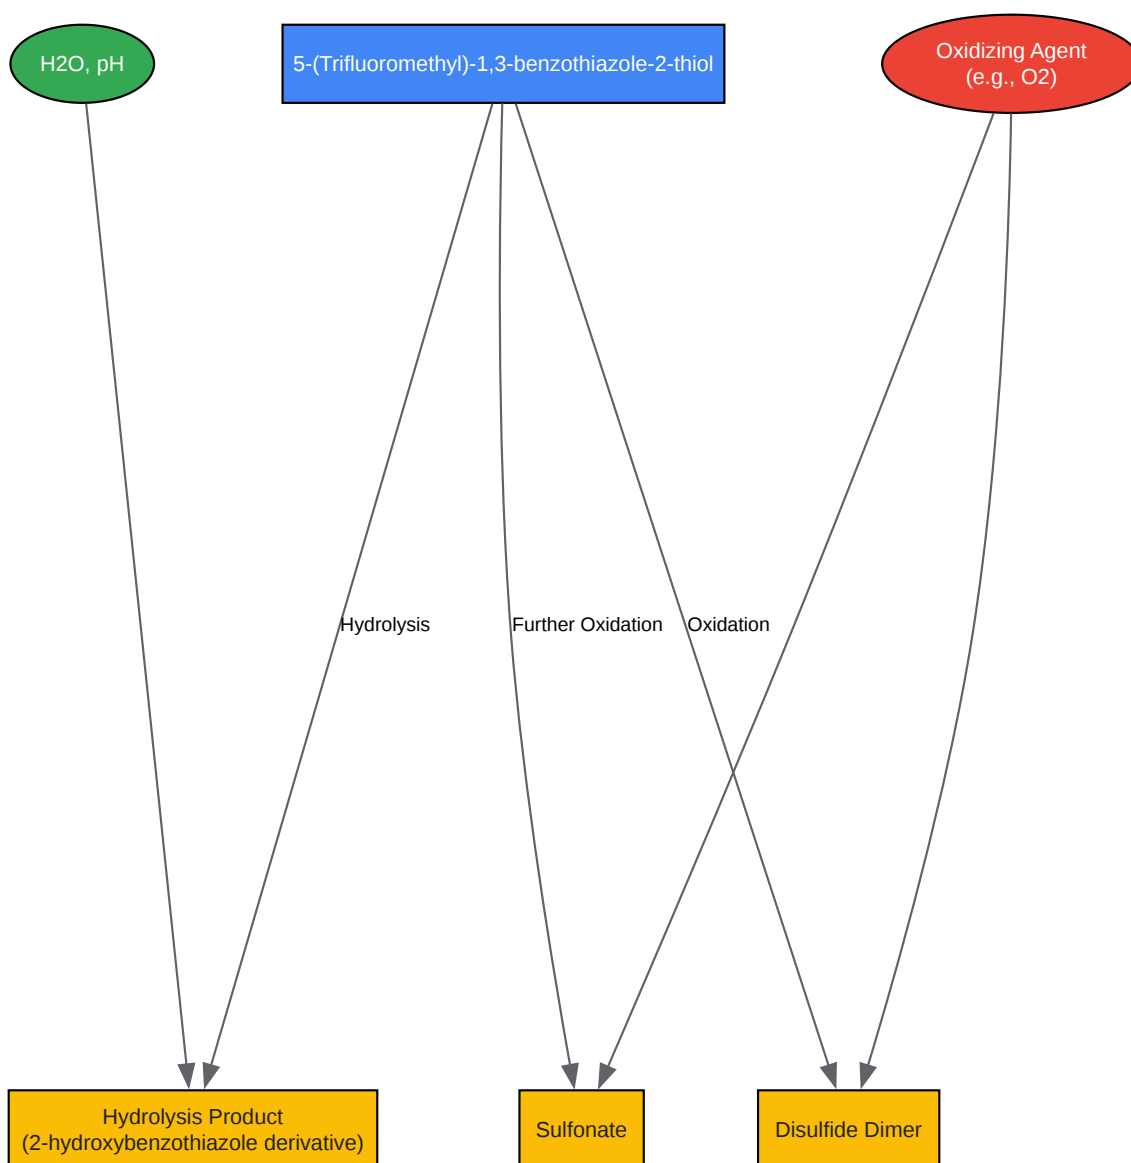 H2O, pH
5-(Trifluoromethyl)-1,3-benzothiazole-2-thiol
Oxidizing Agent
(e.g., O2)
Hydrolysis
Further Oxidation
Oxidation
Hydrolysis Product
(2-hydroxybenzothiazole derivative)
Sulfonate
Disulfide Dimer